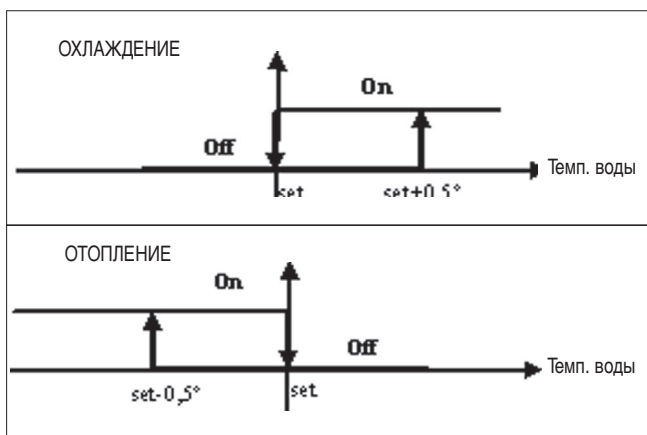 ОХЛАЖДЕНИЕ
On
Off
Темп. воды
set
set+0,5°
ОТОПЛЕНИЕ
On
Off
Темп. воды
set-0,5°
set